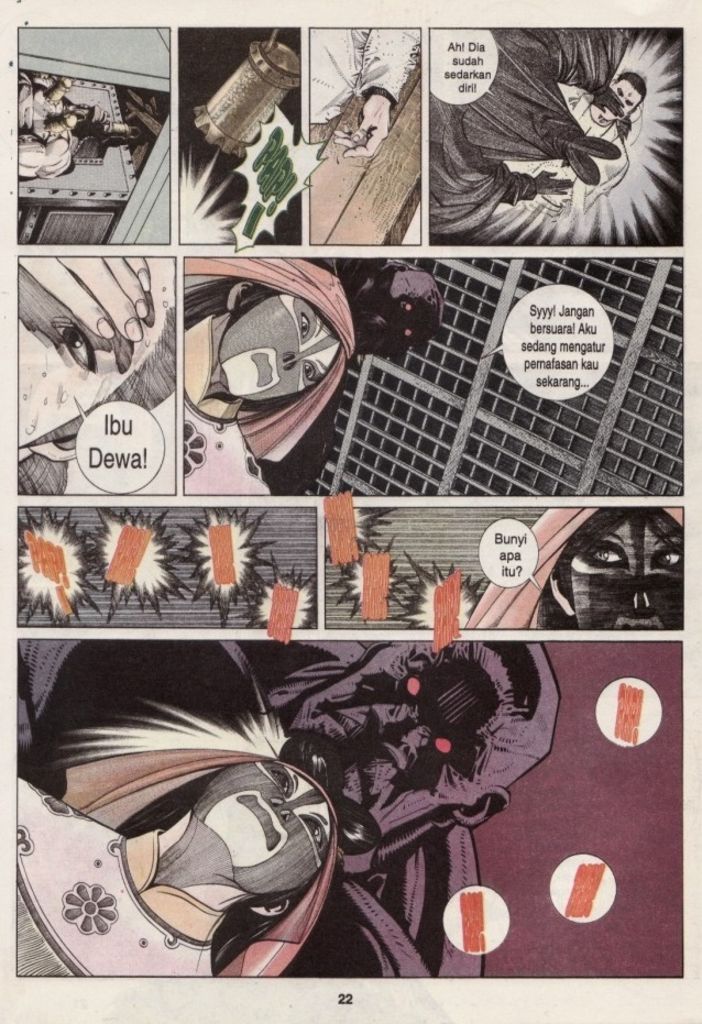 Ah! Dia
sudah
sedarkan
diri!
Ibu
Dewa!
Syyy! Jangan
bersuara! Aku
sedang mengatur
pernafasan kau
sekarang...
Bunyi
apa
itu?
22